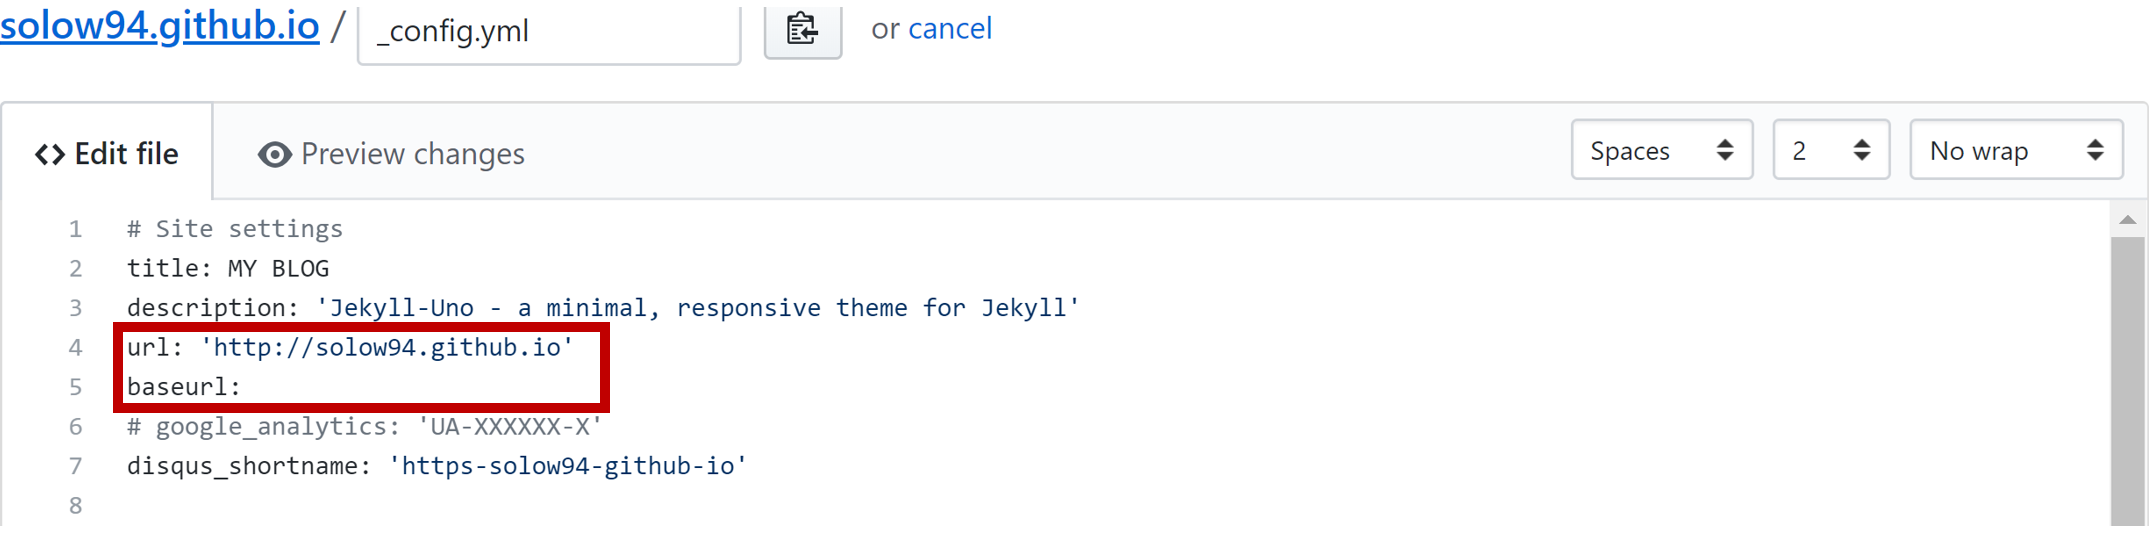 solow94.github.io / _config.yml or cancel
<> Edit file Preview changes Spaces 2 No wrap
1 # Site settings
2 title: MY BLOG
3 description: 'Jekyll-Uno - a minimal, responsive theme for Jekyll'
4 url: 'http://solow94.github.io'
5 baseurl:
6 # google_analytics: 'UA-XXXXXX-X'
7 disqus_shortname: 'https-solow94-github-io'
8